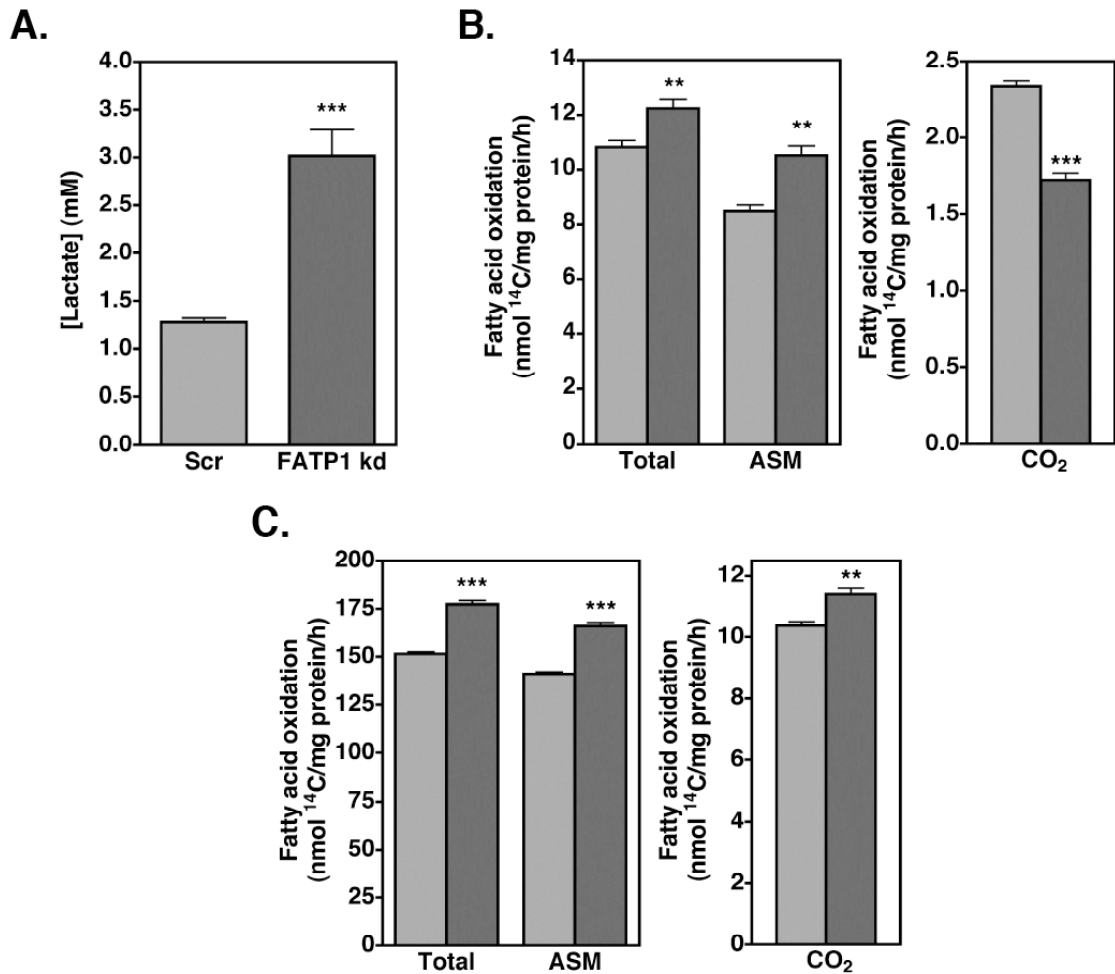 A.
4.0
3.5
3.0
2.5
2.0
1.5
1.0
0.5
0.0
[Lactate] (mM)
***
Scr
FATP1 kd
B.
14
12
10
8
6
4
2
0
Fatty acid oxidation
(nmol ¹⁴C/mg protein/h)
**
**
Total
ASM
2.5
2.0
1.5
1.0
0.5
0.0
Fatty acid oxidation
(nmol ¹⁴C/mg protein/h)
***
CO₂
C.
200
175
150
125
100
75
50
25
0
Fatty acid oxidation
(nmol ¹⁴C/mg protein/h)
***
***
Total
ASM
12
10
8
6
4
2
0
Fatty acid oxidation
(nmol ¹⁴C/mg protein/h)
**
CO₂